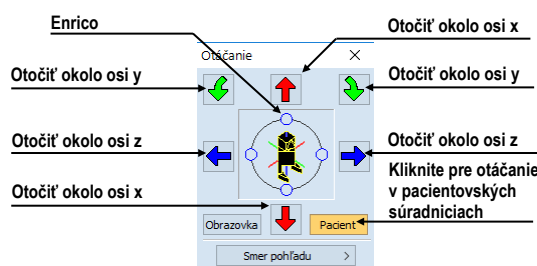 Enrico
Otočiť okolo osi x
Otáčanie
Otočiť okolo osi y
Otočiť okolo osi y
Otočiť okolo osi z
Otočiť okolo osi z
Kliknite pre otáčanie
v pacientovských
súradniciach
Otočiť okolo osi x
Obrazovka
Pacient
Smer pohľadu >